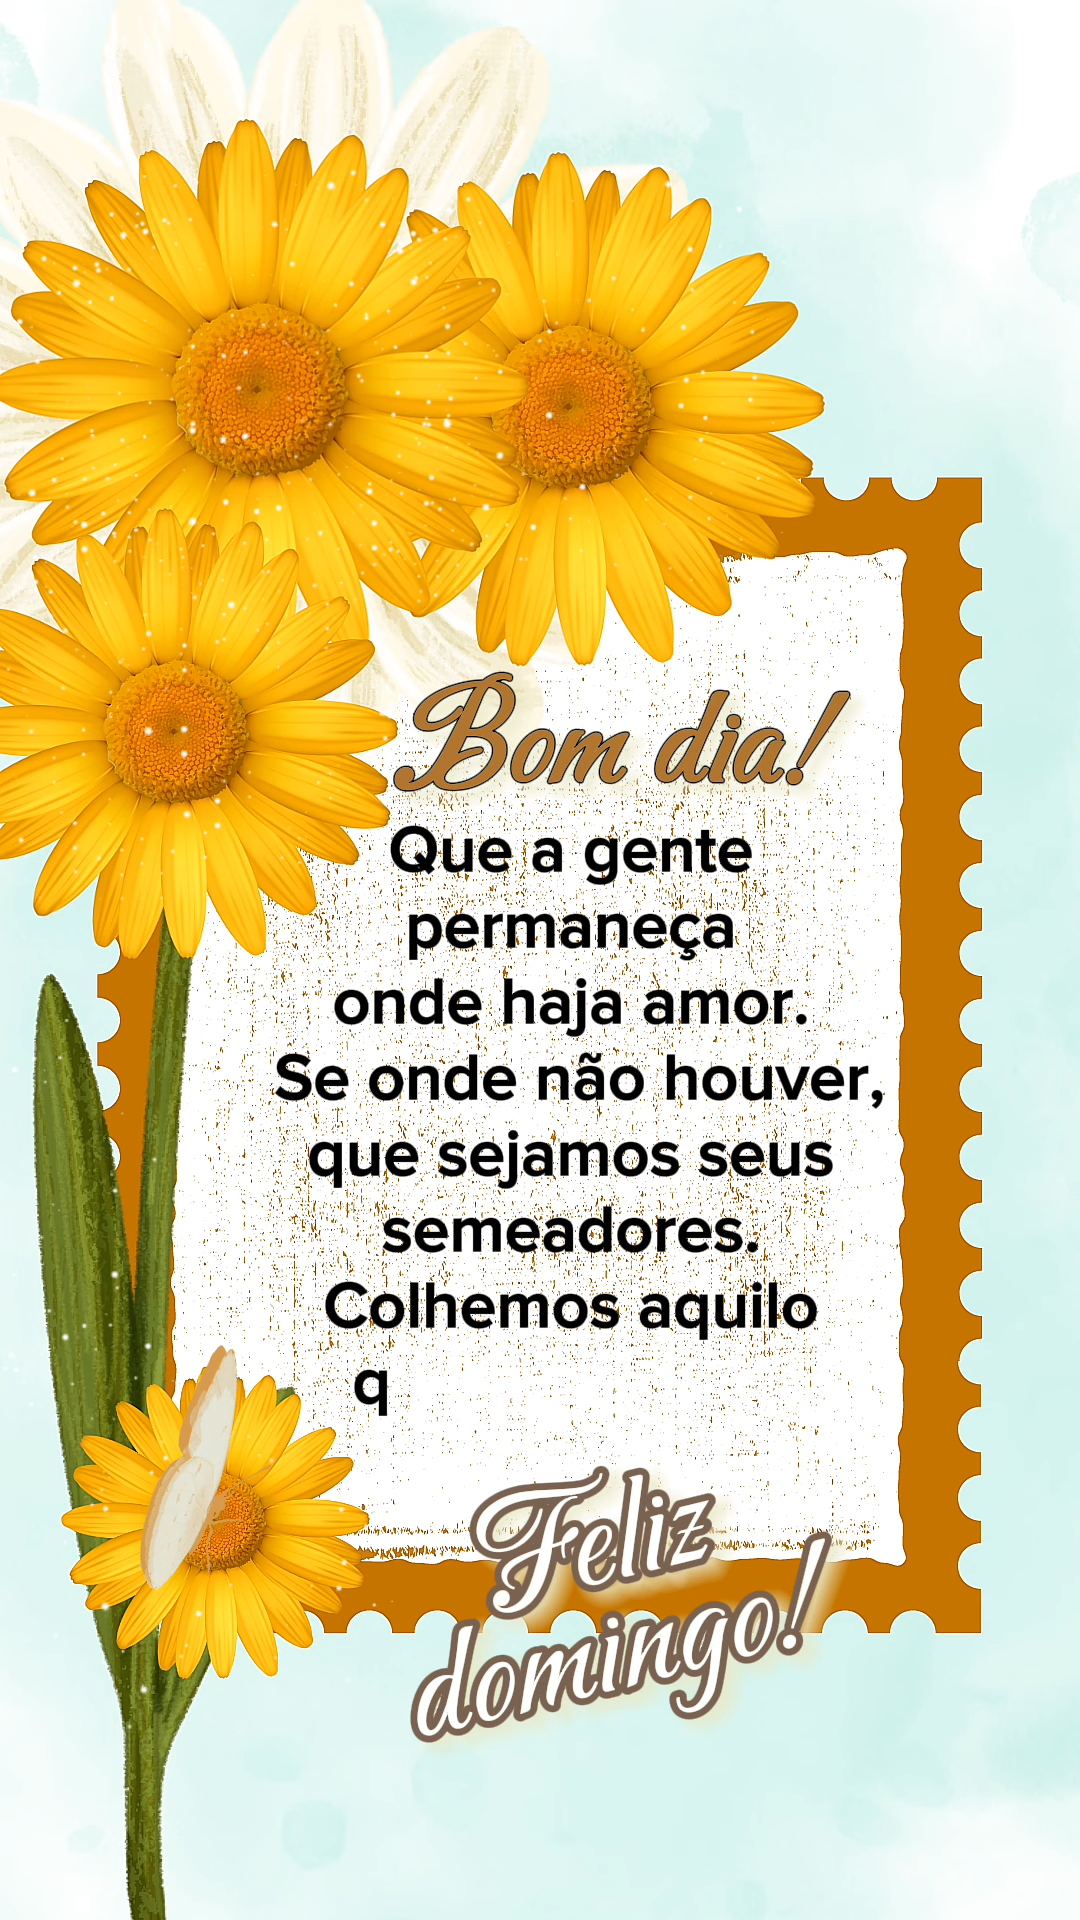 Bom dia!
Que a gente
permaneça
onde haja amor.
Se onde não houver,
que sejamos seus
semeadores.
Colhemos aquilo
q
Feliz
domingo!